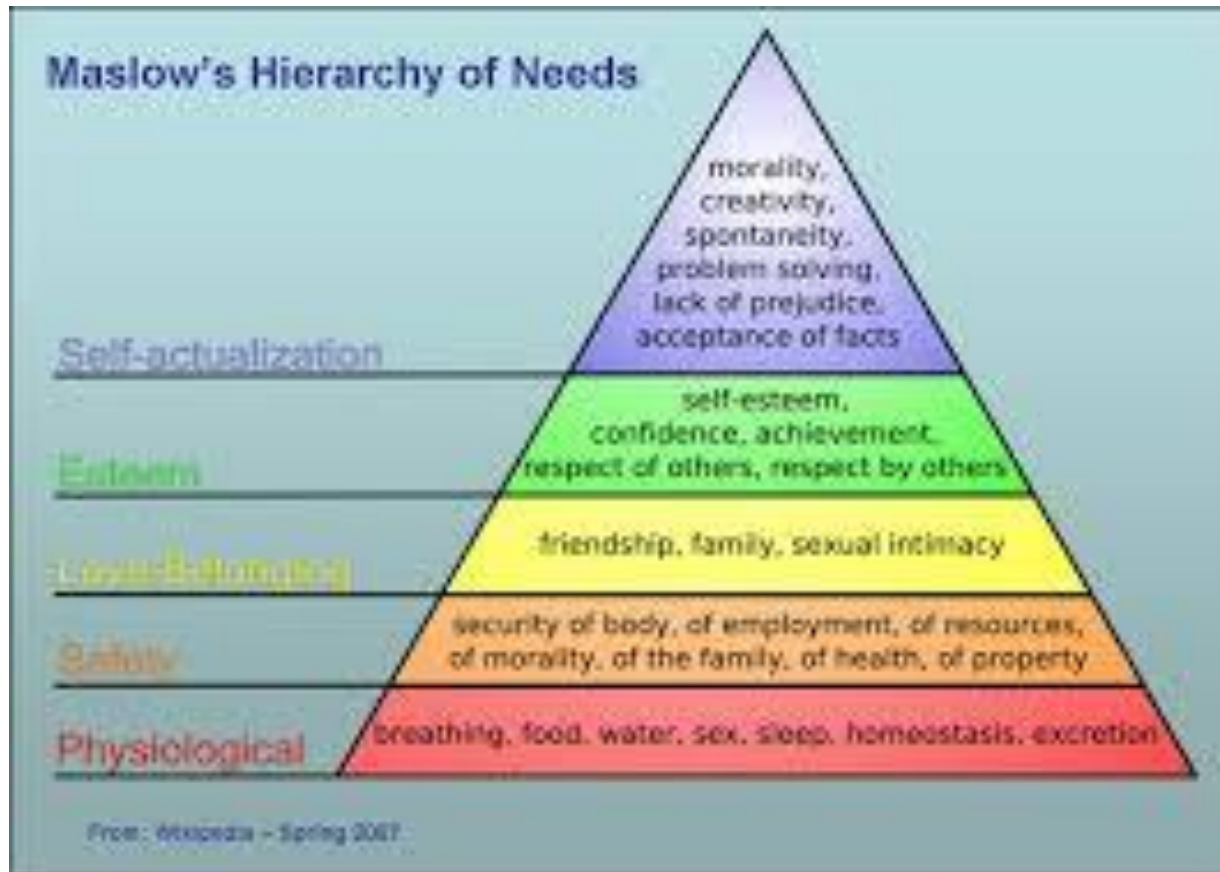 Maslow's Hierarchy of Needs
morality,
creativity,
spontaneity,
problem solving,
lack of prejudice,
acceptance of facts
Self-actualization
self-esteem,
confidence, achievement,
respect of others, respect by others
Esteem
friendship, family, sexual intimacy
Love/Belonging
security of body, of employment, of resources,
of morality, of the family, of health, of property
Safety
breathing, food, water, sex, sleep, homeostasis, excretion
Physiological
From: Wikipedia – Spring 2007